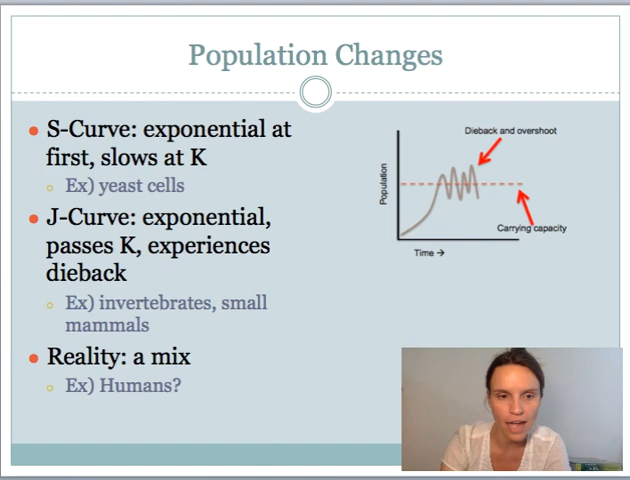 Population Changes
S-Curve: exponential at
first, slows at K
Ex) yeast cells
J-Curve: exponential,
passes K, experiences
dieback
Ex) invertebrates, small
mammals
Reality: a mix
Ex) Humans?
Dieback and overshoot
Population
Carrying capacity
Time →